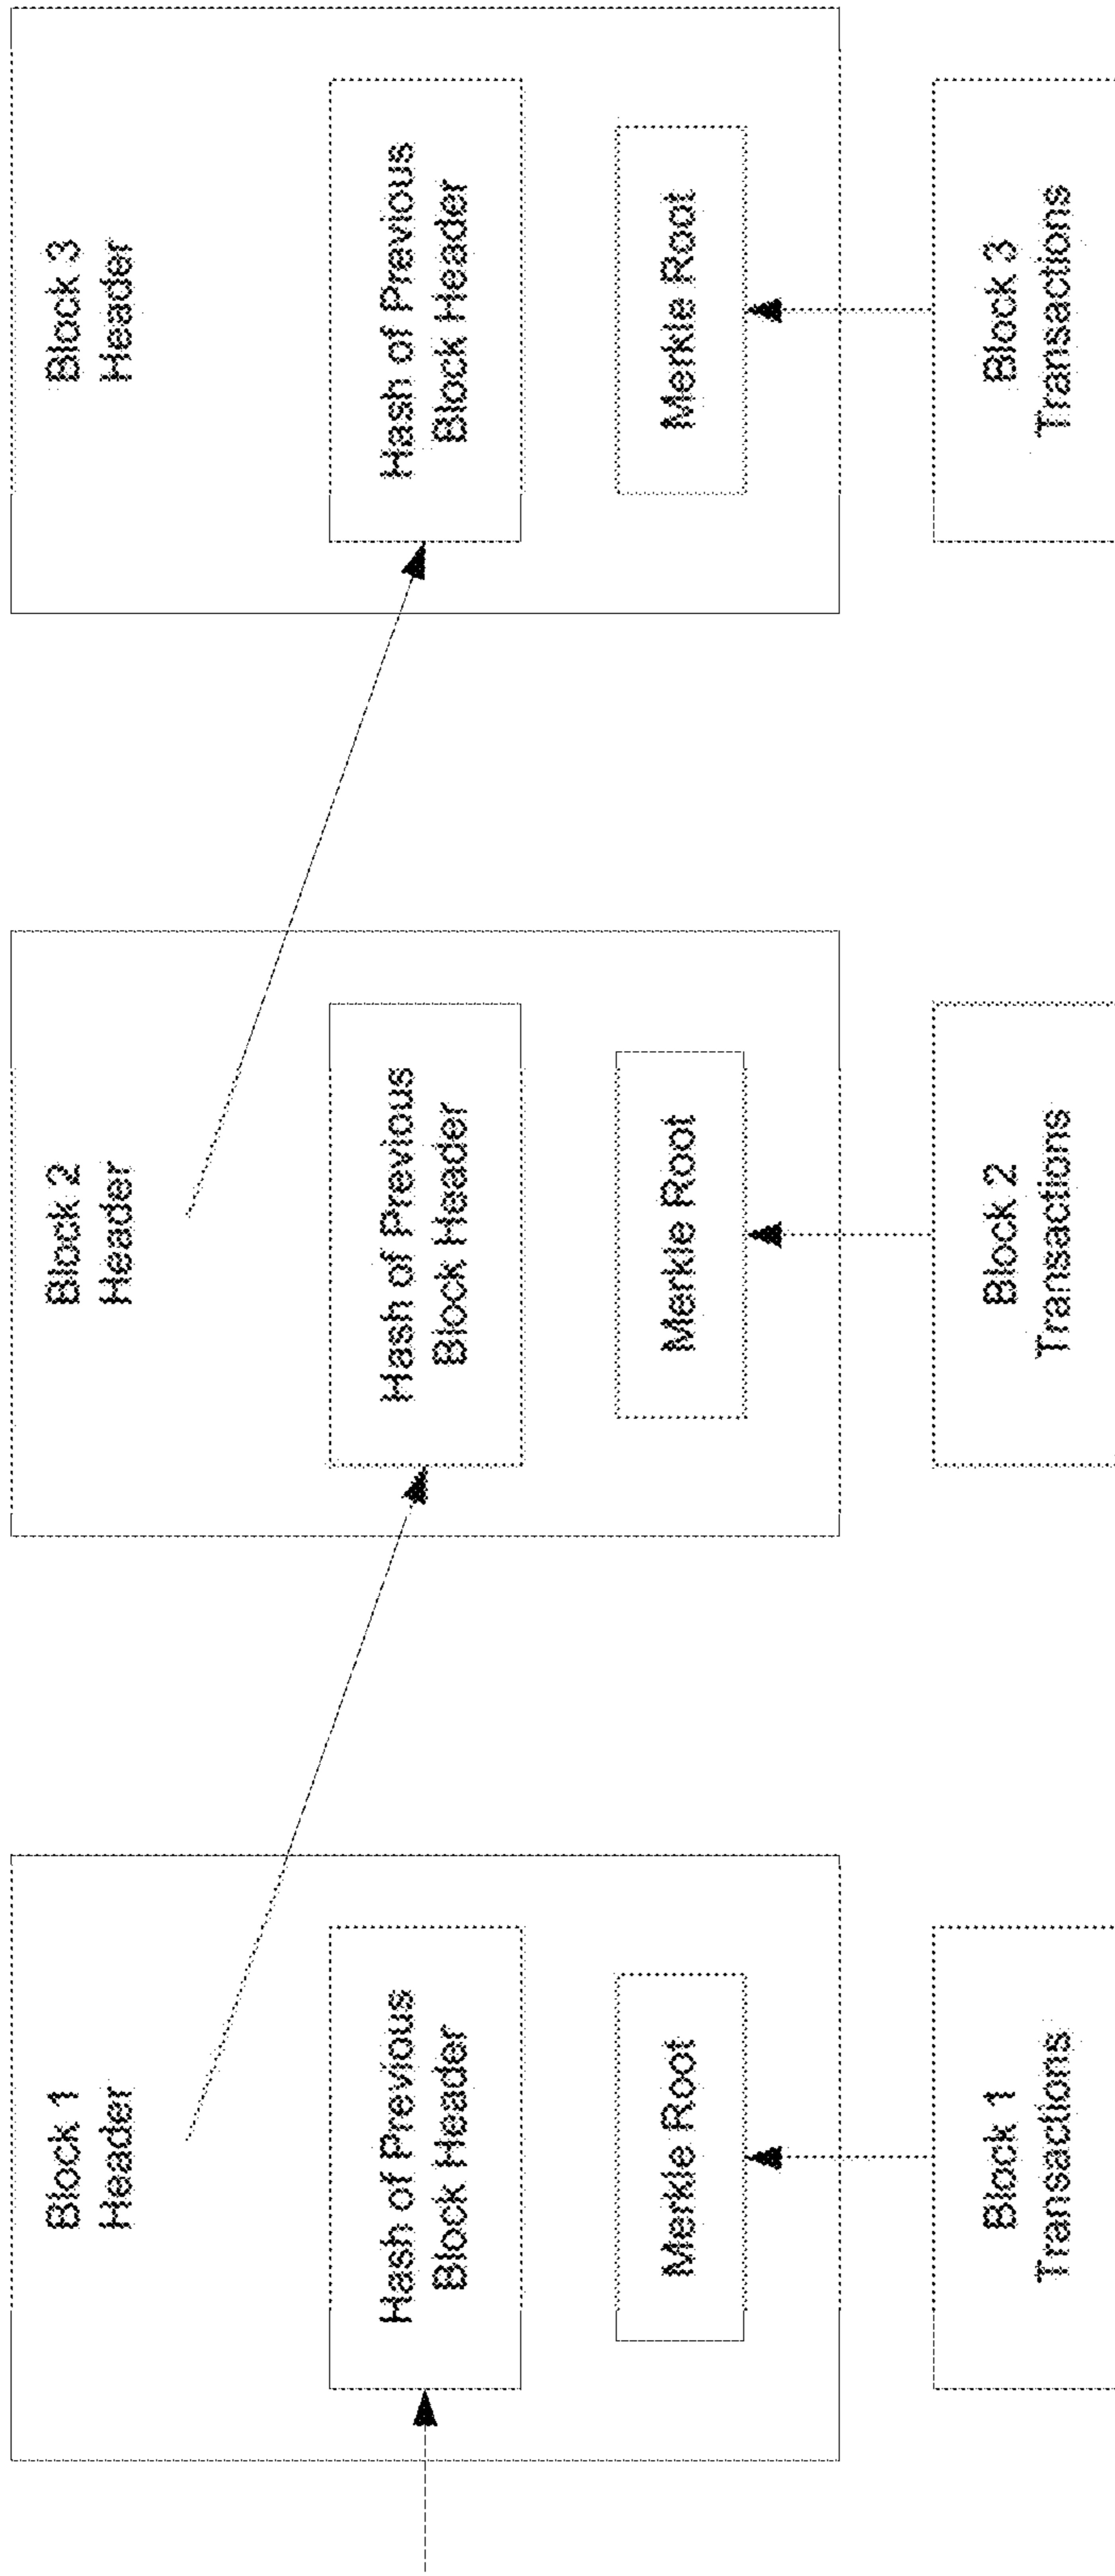 Block 1
Header
Hash of Previous
Block Header
Merkle Root
Block 1
Transactions
Block 2
Header
Hash of Previous
Block Header
Merkle Root
Block 2
Transactions
Block 3
Header
Hash of Previous
Block Header
Merkle Root
Block 3
Transactions